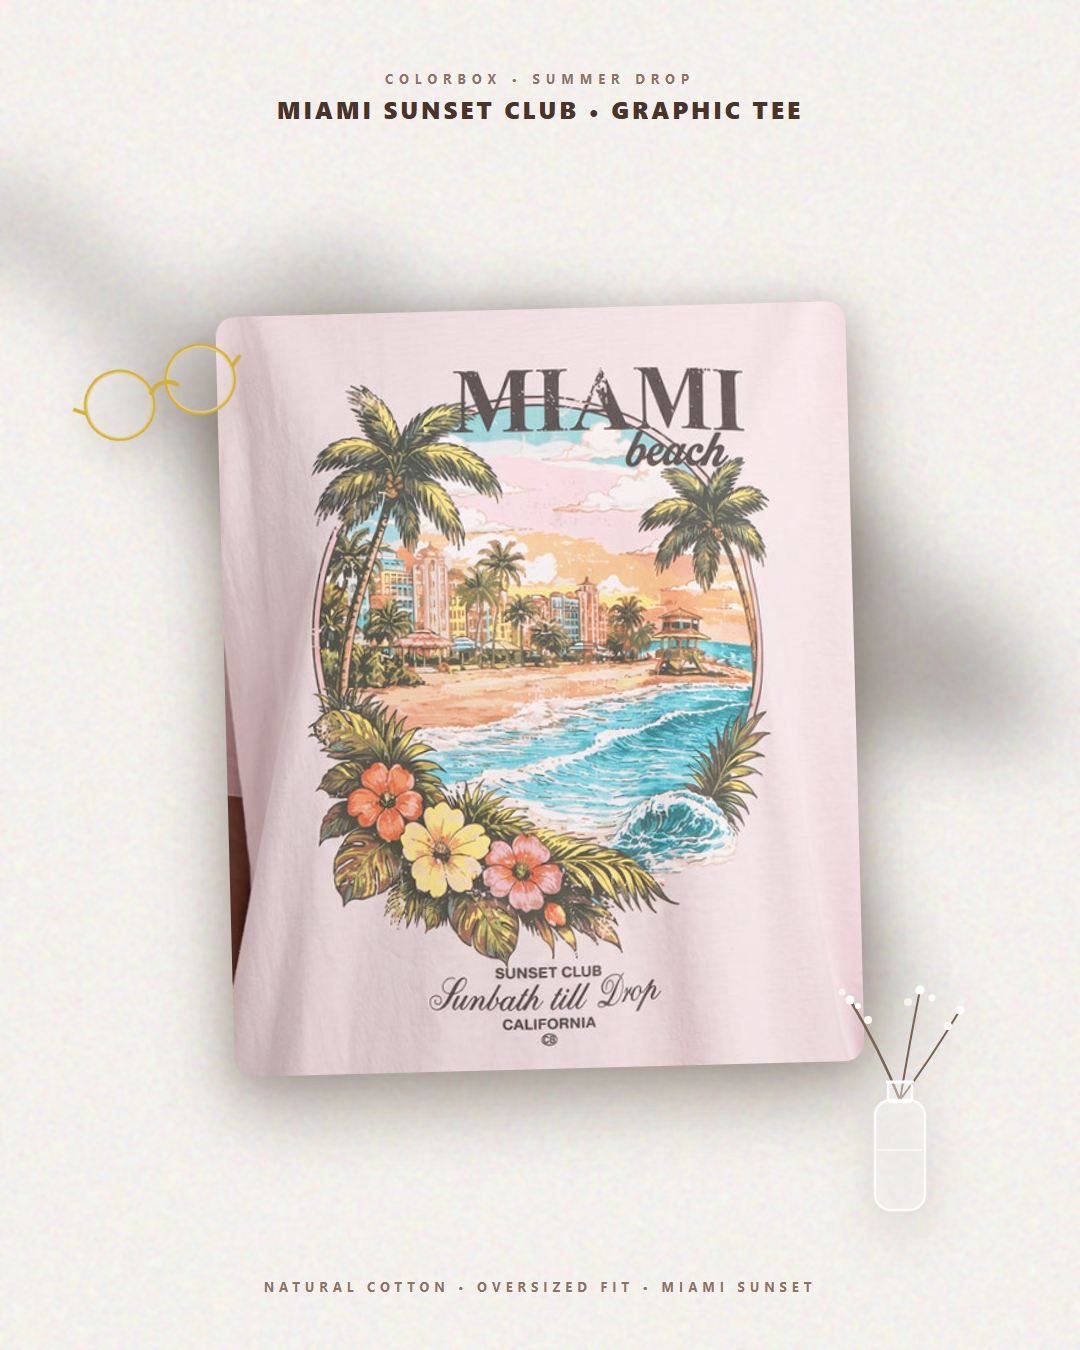 COLORBOX • SUMMER DROP
MIAMI SUNSET CLUB • GRAPHIC TEE
MIAMI
beach
SUNSET CLUB
Sunbath till Drop
CALIFORNIA
CB
NATURAL COTTON • OVERSIZED FIT • MIAMI SUNSET